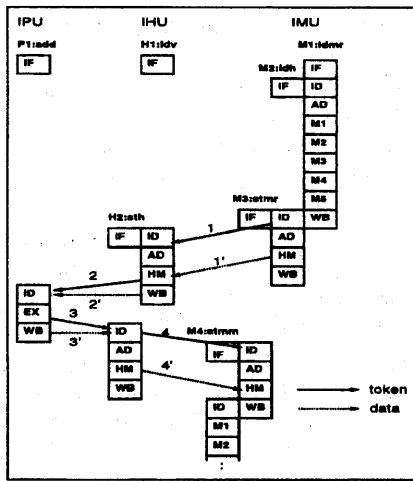 IPU IHU IMU
P1:add H1:ldv M1:ldmr
IF IF M2:ldh IF
IF ID
AD
M1
M2
M3
M4
M5
M3:stmr
H2:sth IF ID WB
IF ID 1 AD
AD 1' HM
2 HM WB
ID 2' WB
EX 3
WB 3' ID 4 M4:stmm ID
AD IF AD
HM 4' HM
WB ID WB
M1
M2
:
token
data